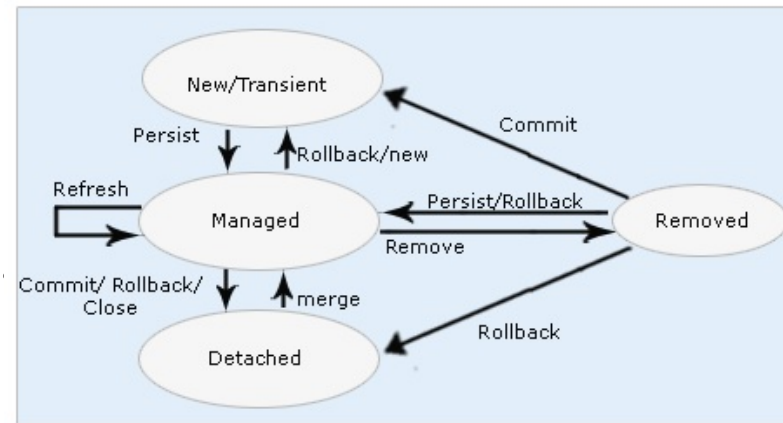 New/Transient
Commit
Persist
Rollback/new
Refresh
Persist/Rollback
Managed
Removed
Remove
Commit/ Rollback/
Close
merge
Rollback
Detached